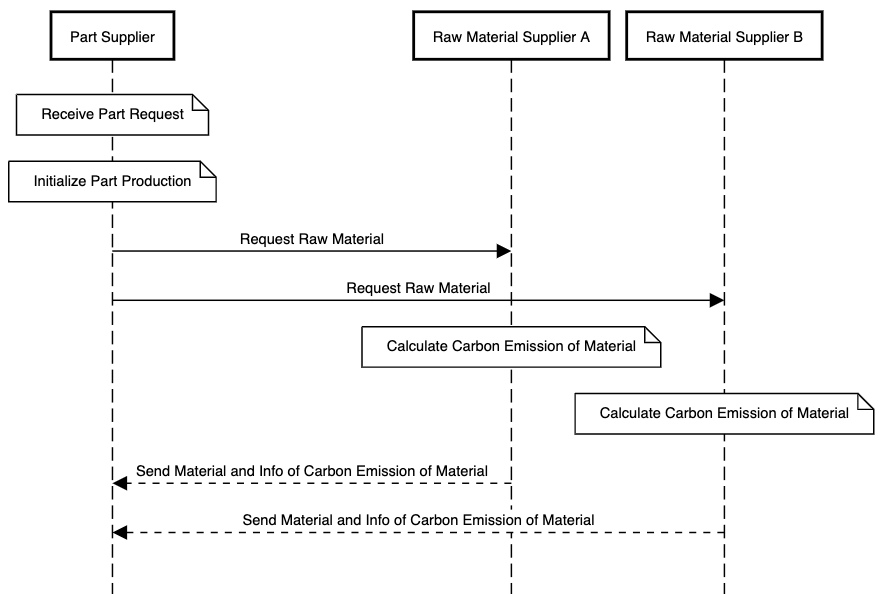 Part Supplier
Raw Material Supplier A
Raw Material Supplier B
Receive Part Request
Initialize Part Production
Request Raw Material
Request Raw Material
Calculate Carbon Emission of Material
Calculate Carbon Emission of Material
Send Material and Info of Carbon Emission of Material
Send Material and Info of Carbon Emission of Material